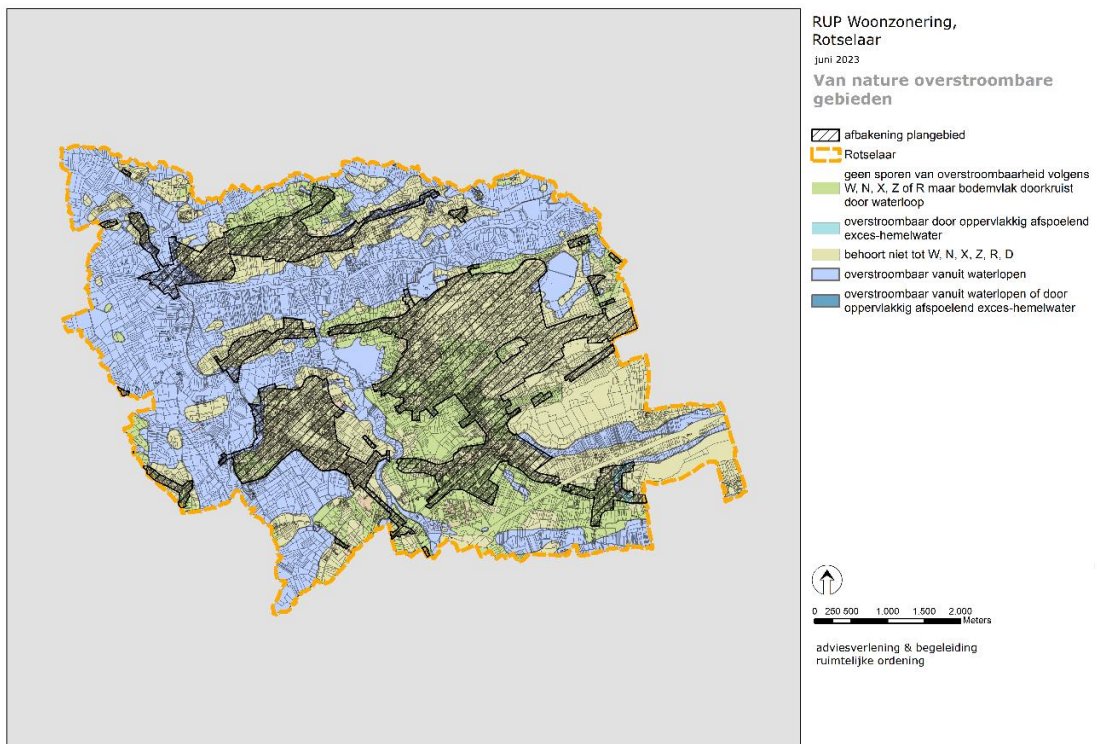 RUP Woonzonering,
Rotselaar
juni 2023
Van nature overstroombare
gebieden
afbakening plangebied
Rotselaar
geen sporen van overstroombaarheid volgens
W, N, X, Z of R maar bodemvlak doorkruist
door waterloop
overstroombaar door oppervlakkig afspoelend
exces-hemelwater
behoort niet tot W, N, X, Z, R, D
overstroombaar vanuit waterlopen
overstroombaar vanuit waterlopen of door
oppervlakkig afspoelend exces-hemelwater
0 250 500 1.000 1.500 2.000
Meters
adviesverlening & begeleiding
ruimtelijke ordening